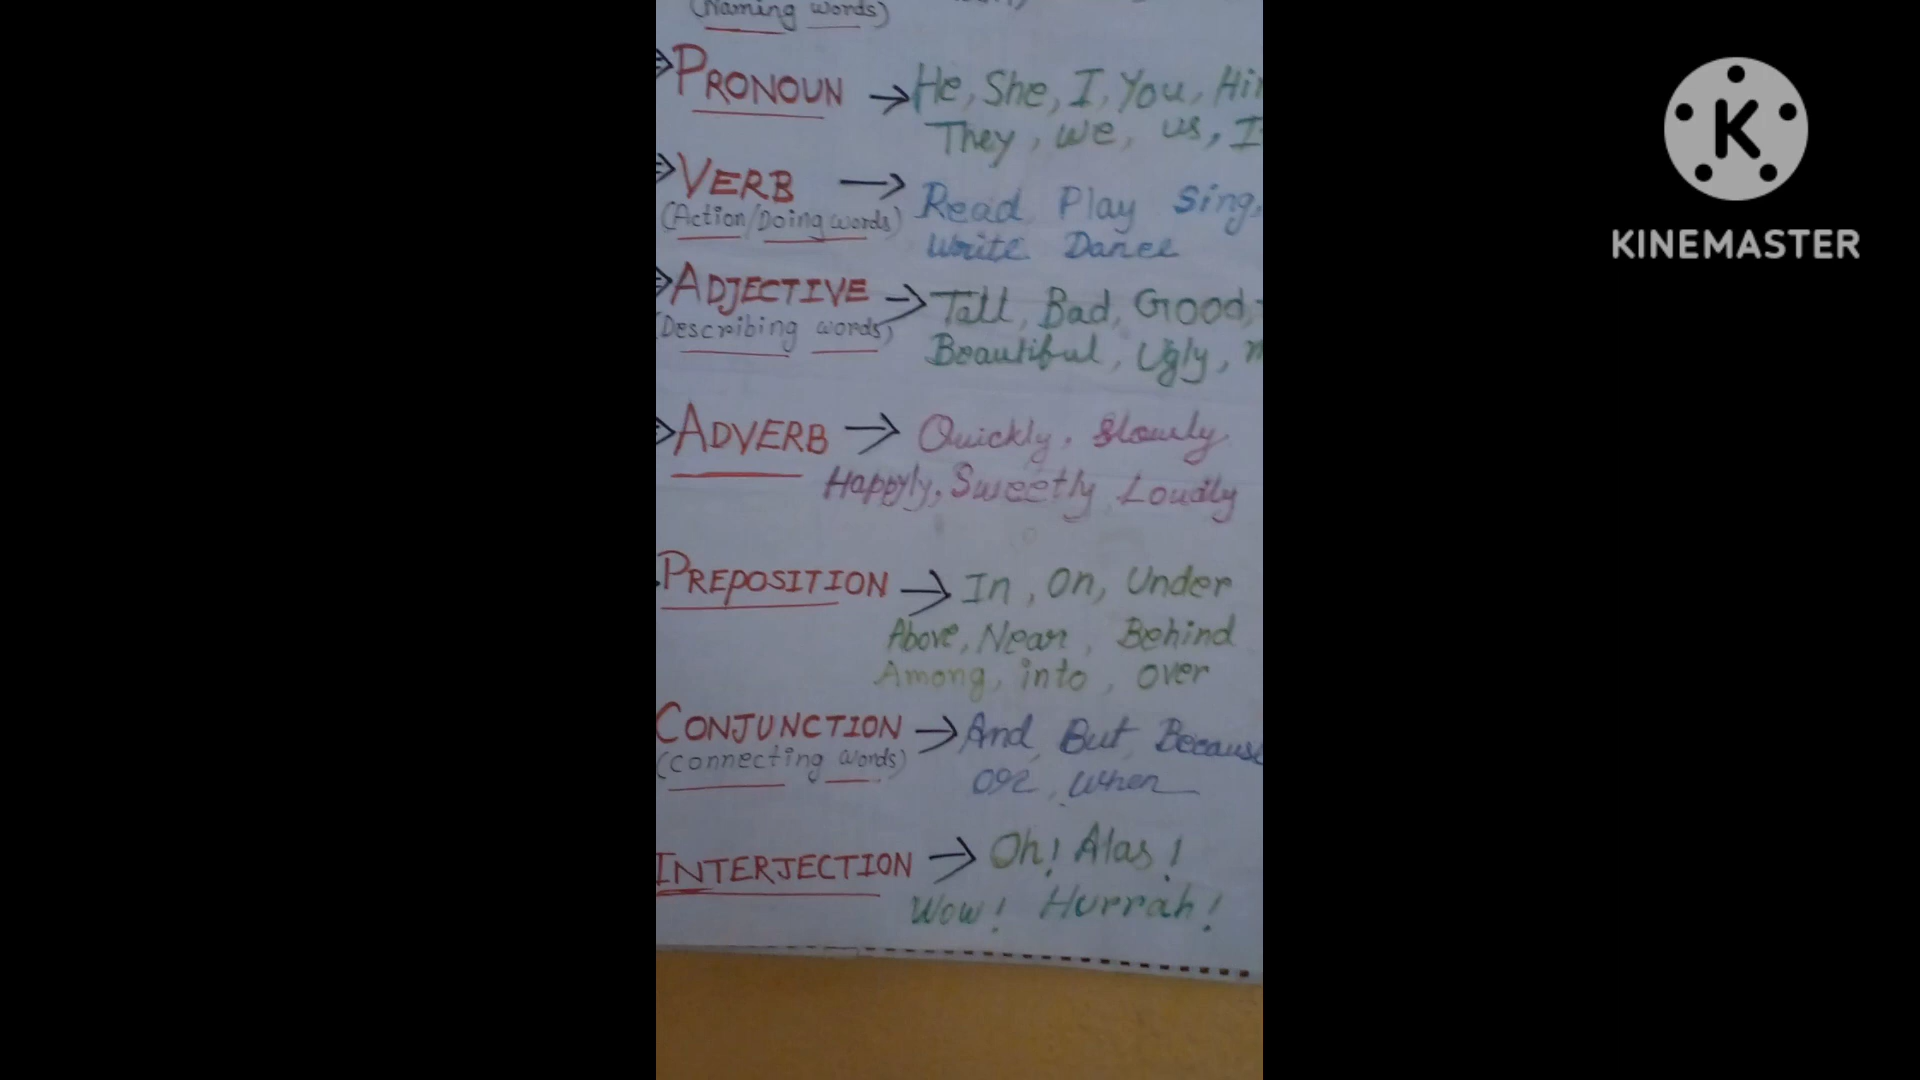 (Naming words)
PRONOUN → He, She, I, You,
They, we, us,
VERB → Read, Play, Sing,
(Action/Doing words)
Write, Dance
ADJECTIVE → Tall, Bad, Good,
(Describing words)
Beautiful, Ugly,
ADVERB → Quickly, Slowly
Happyly, Sweetly, Loudly
PREPOSITION → In, On, Under
Above, Near, Behind
Among, into, over
CONJUNCTION → And, But, Because
(connecting words)
or, when
INTERJECTION → Oh! Alas!
Wow! Hurrah!
K
KINEMASTER